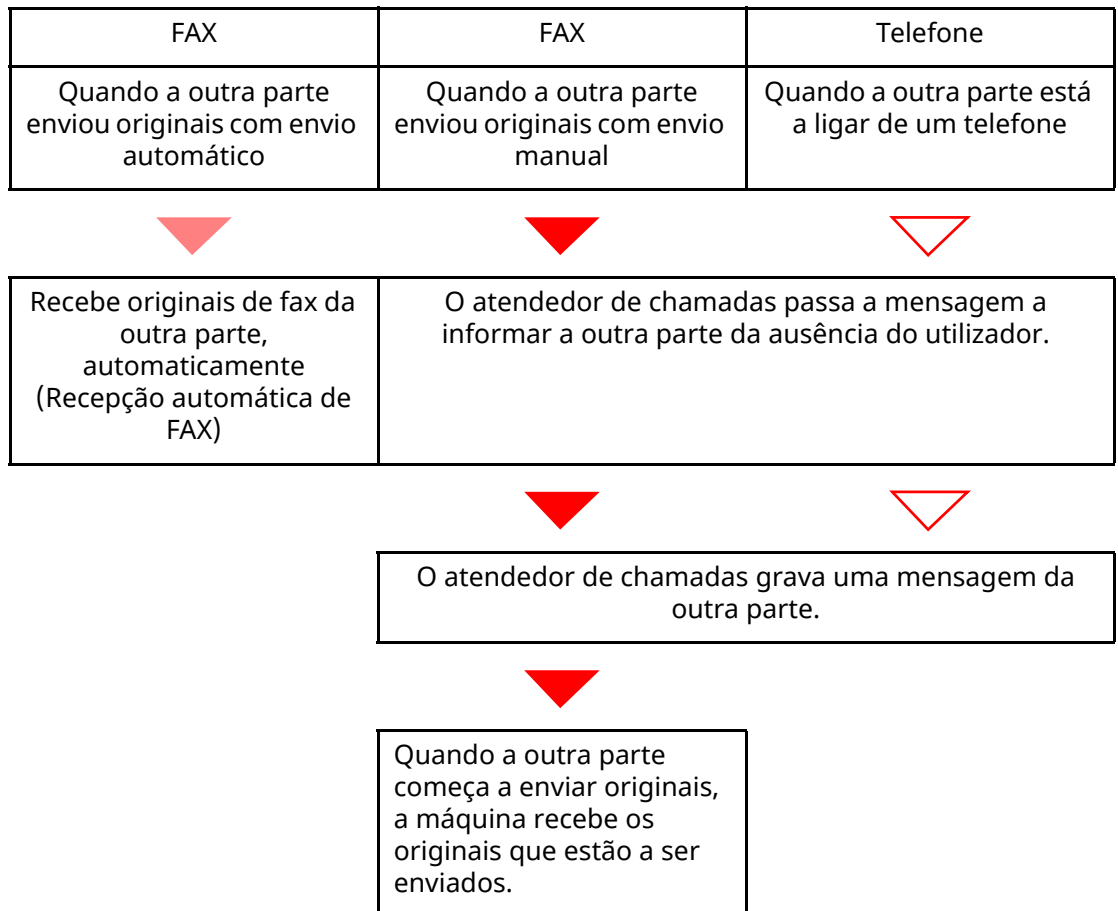 FAX
FAX
Telefone
Quando a outra parte
enviou originais com envio
automático
Quando a outra parte
enviou originais com envio
manual
Quando a outra parte está
a ligar de um telefone
Recebe originais de fax da
outra parte,
automaticamente
(Recepção automática de
FAX)
O atendedor de chamadas passa a mensagem a
informar a outra parte da ausência do utilizador.
O atendedor de chamadas grava uma mensagem da
outra parte.
Quando a outra parte
começa a enviar originais,
a máquina recebe os
originais que estão a ser
enviados.